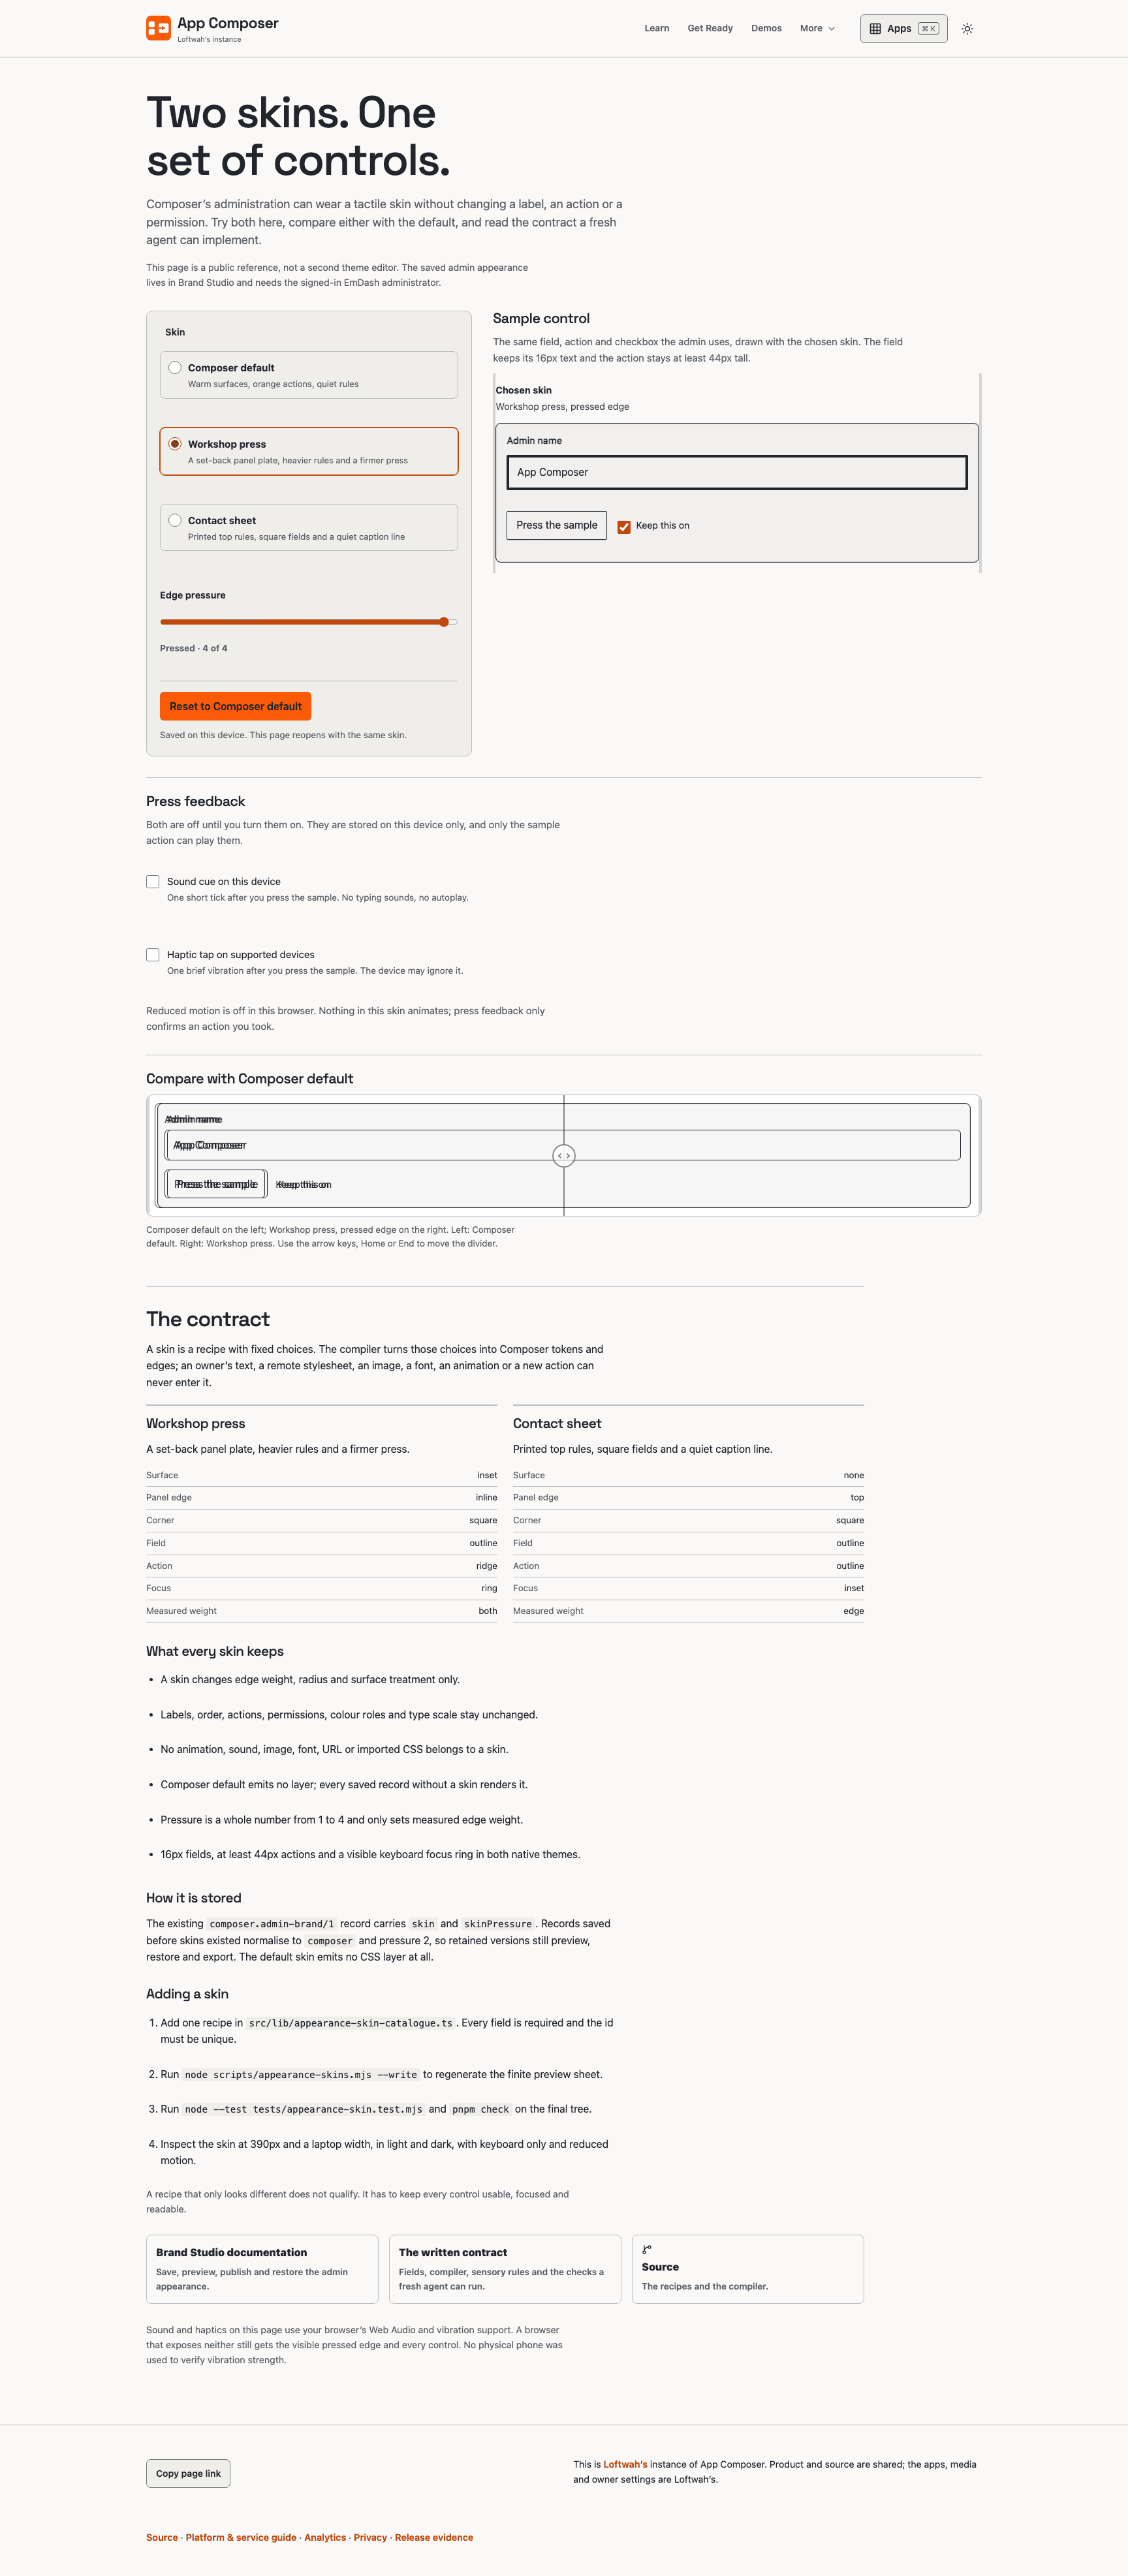 App Composer
Loftwah's instance
Learn
Get Ready
Demos
More
Apps
⌘ K
Two skins. One
set of controls.
Composer's administration can wear a tactile skin without changing a label, an action or a
permission. Try both here, compare either with the default, and read the contract a fresh
agent can implement.
This page is a public reference, not a second theme editor. The saved admin appearance
lives in Brand Studio and needs the signed-in EmDash administrator.
Skin
Composer default
Warm surfaces, orange actions, quiet rules
Workshop press
A set-back panel plate, heavier rules and a firmer press
Contact sheet
Printed top rules, square fields and a quiet caption line
Edge pressure
Pressed · 4 of 4
Reset to Composer default
Saved on this device. This page reopens with the same skin.
Sample control
The same field, action and checkbox the admin uses, drawn with the chosen skin. The field
keeps its 16px text and the action stays at least 44px tall.
Chosen skin
Workshop press, pressed edge
Admin name
App Composer
Press the sample
Keep this on
Press feedback
Both are off until you turn them on. They are stored on this device only, and only the sample
action can play them.
Sound cue on this device
One short tick after you press the sample. No typing sounds, no autoplay.
Haptic tap on supported devices
One brief vibration after you press the sample. The device may ignore it.
Reduced motion is off in this browser. Nothing in this skin animates; press feedback only
confirms an action you took.
Compare with Composer default
Admin name
App Composer
Press the sample
Keep this on
Composer default on the left; Workshop press, pressed edge on the right. Left: Composer
default. Right: Workshop press. Use the arrow keys, Home or End to move the divider.
The contract
A skin is a recipe with fixed choices. The compiler turns those choices into Composer tokens and
edges; an owner's text, a remote stylesheet, an image, a font, an animation or a new action can
never enter it.
Workshop press
A set-back panel plate, heavier rules and a firmer press.
Surface inset
Panel edge inline
Corner square
Field outline
Action ridge
Focus ring
Measured weight both
Contact sheet
Printed top rules, square fields and a quiet caption line.
Surface none
Panel edge top
Corner square
Field outline
Action outline
Focus inset
Measured weight edge
What every skin keeps
• A skin changes edge weight, radius and surface treatment only.
• Labels, order, actions, permissions, colour roles and type scale stay unchanged.
• No animation, sound, image, font, URL or imported CSS belongs to a skin.
• Composer default emits no layer; every saved record without a skin renders it.
• Pressure is a whole number from 1 to 4 and only sets measured edge weight.
• 16px fields, at least 44px actions and a visible keyboard focus ring in both native themes.
How it is stored
The existing composer.admin-brand/1 record carries skin and skinPressure. Records saved
before skins existed normalise to composer and pressure 2, so retained versions still preview,
restore and export. The default skin emits no CSS layer at all.
Adding a skin
1. Add one recipe in src/lib/appearance-skin-catalogue.ts. Every field is required and the id
must be unique.
2. Run node scripts/appearance-skins.mjs --write to regenerate the finite preview sheet.
3. Run node --test tests/appearance-skin.test.mjs and pnpm check on the final tree.
4. Inspect the skin at 390px and a laptop width, in light and dark, with keyboard only and reduced
motion.
A recipe that only looks different does not qualify. It has to keep every control usable, focused and
readable.
Brand Studio documentation
Save, preview, publish and restore the admin
appearance.
The written contract
Fields, compiler, sensory rules and the checks a
fresh agent can run.
Source
The recipes and the compiler.
Sound and haptics on this page use your browser's Web Audio and vibration support. A browser
that exposes neither still gets the visible pressed edge and every control. No physical phone was
used to verify vibration strength.
Copy page link
This is Loftwah's instance of App Composer. Product and source are shared; the apps, media
and owner settings are Loftwah's.
Source · Platform & service guide · Analytics · Privacy · Release evidence